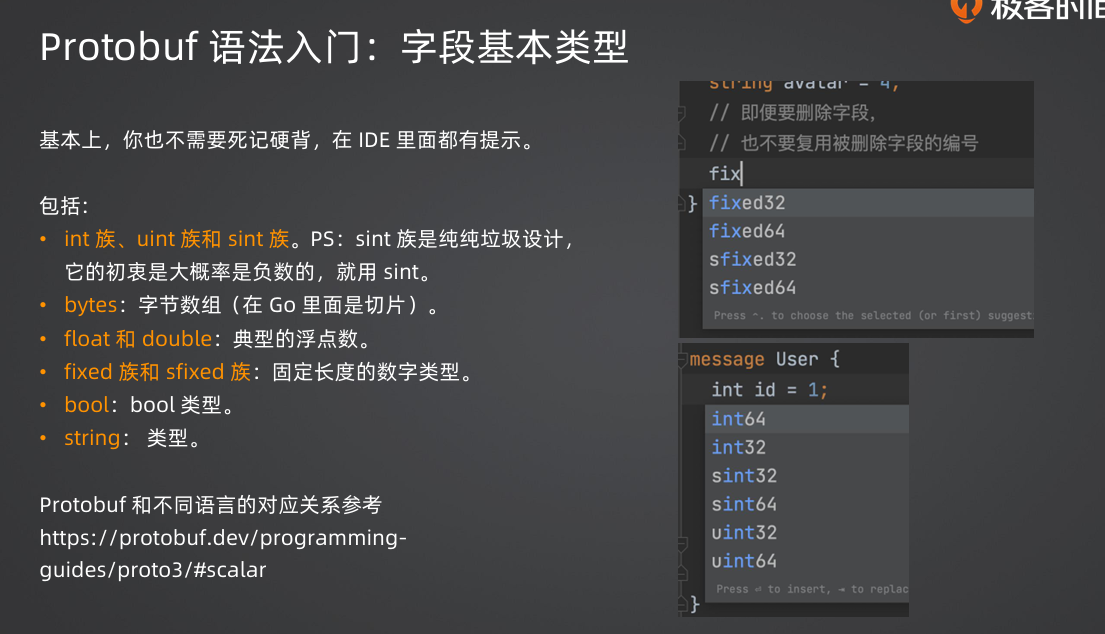 极客时间
Protobuf 语法入门：字段基本类型
基本上，你也不需要死记硬背，在 IDE 里面都有提示。
包括：
• int 族、uint 族和 sint 族。PS：sint 族是纯纯垃圾设计，
它的初衷是大概率是负数的，就用 sint。
• bytes：字节数组（在 Go 里面是切片）。
• float 和 double：典型的浮点数。
• fixed 族和 sfixed 族：固定长度的数字类型。
• bool：bool 类型。
• string： 类型。
Protobuf 和不同语言的对应关系参考
https://protobuf.dev/programming-
guides/proto3/#scalar
string avatar = 4;
// 即便要删除字段，
// 也不要复用被删除字段的编号
fix
} fixed32
fixed64
sfixed32
sfixed64
Press ⌃. to choose the selected (or first) suggest
message User {
int id = 1;
int64
int32
sint32
sint64
uint32
uint64
Press ⏎ to insert, ⇥ to replac
}